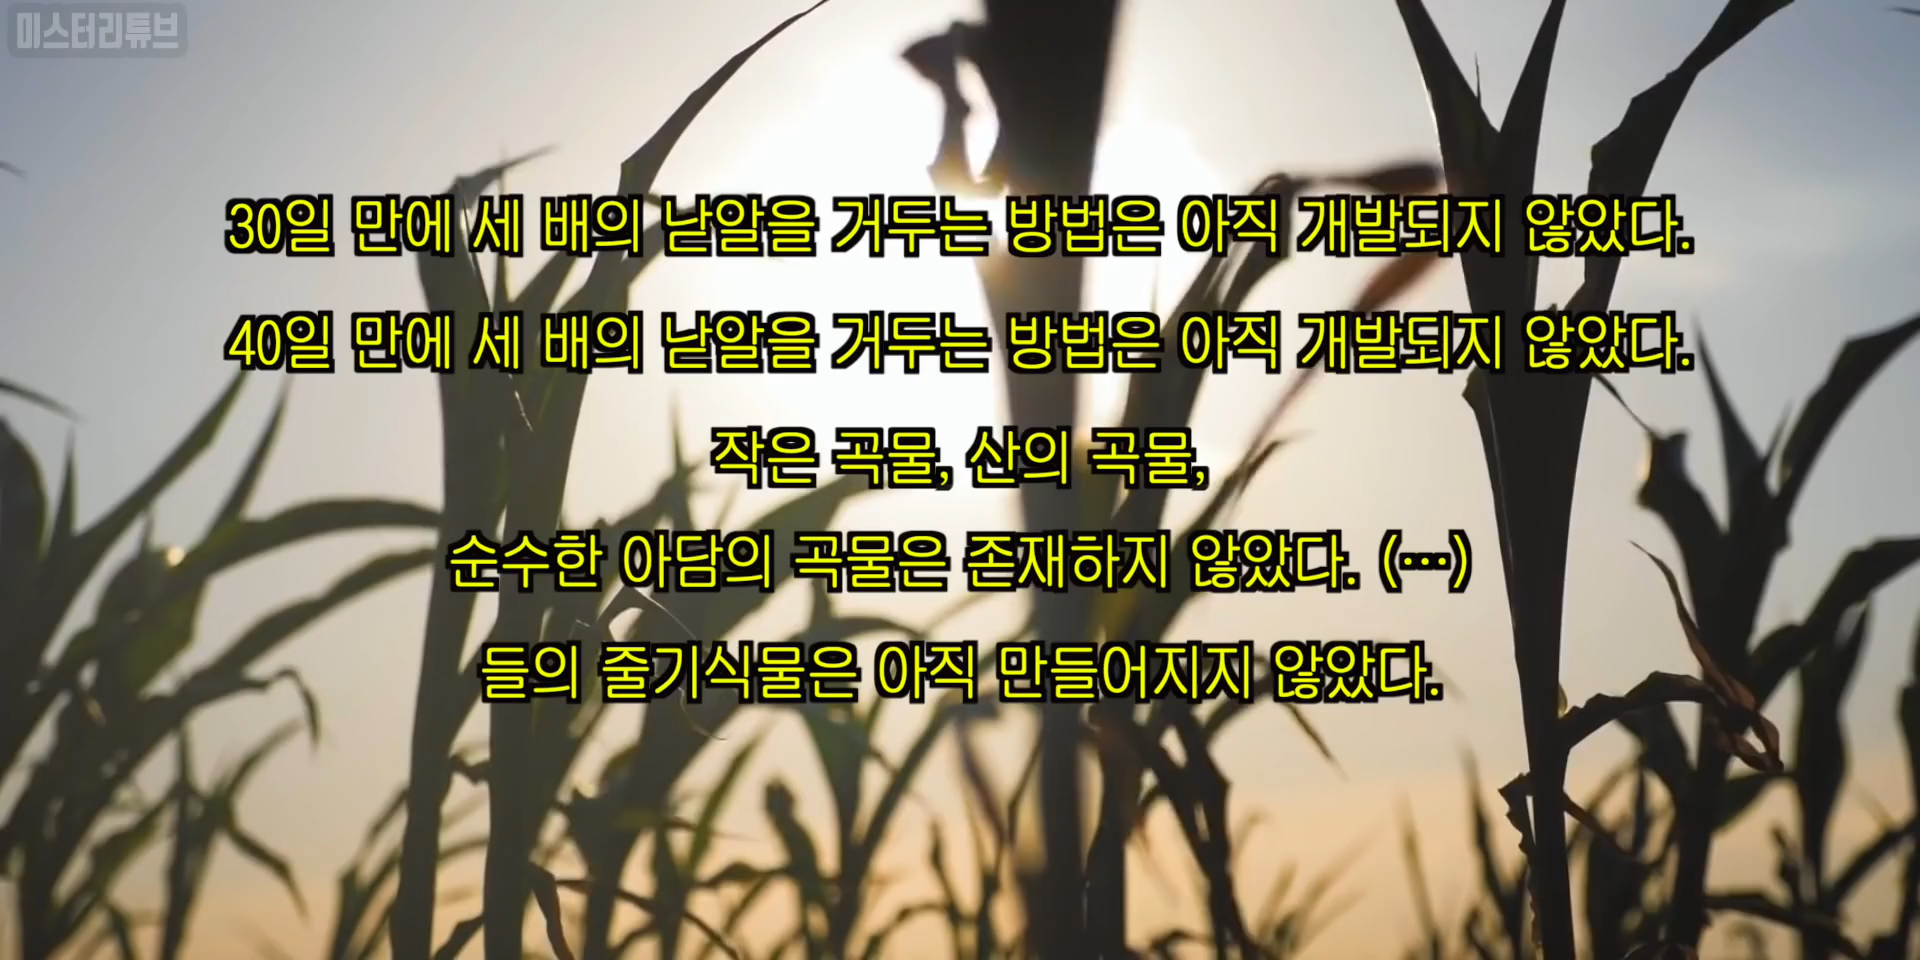 미스터리튜브
30일 만에 세 배의 낟알을 거두는 방법은 아직 개발되지 않았다.
40일 만에 세 배의 낟알을 거두는 방법은 아직 개발되지 않았다.
작은 곡물, 산의 곡물,
순수한 아담의 곡물은 존재하지 않았다. (···)
들의 줄기식물은 아직 만들어지지 않았다.